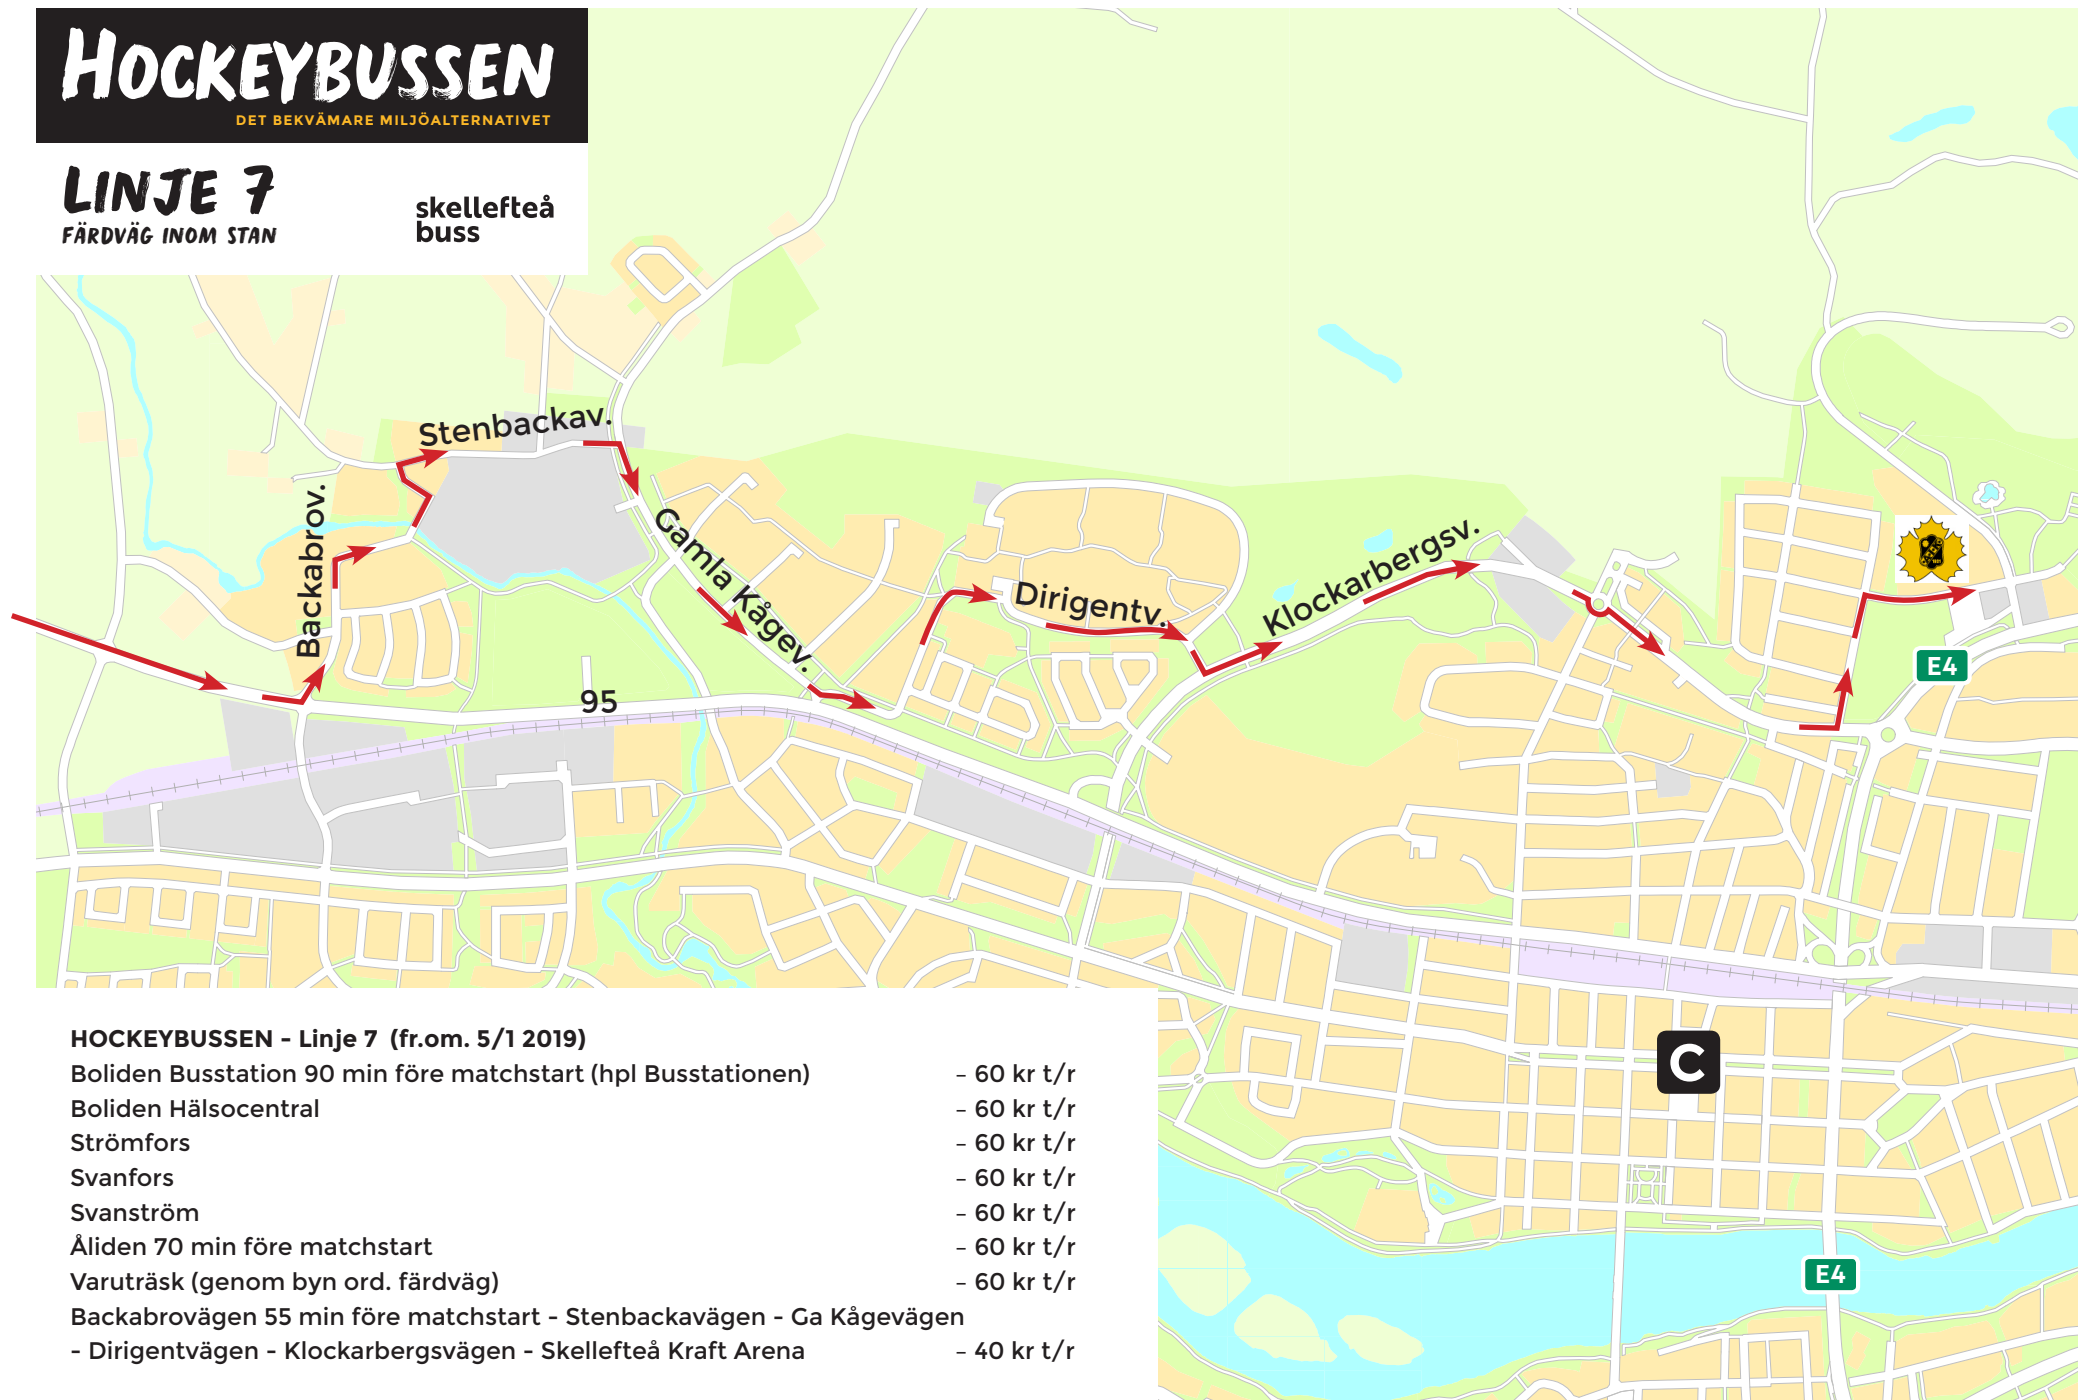 HOCKEYBUSSEN
DET BEKVÄMARE MILJÖALTERNATIVET
LINJE 7
FÄRDVÄG INOM STAN
skellefteå
buss
Stenbackav.
Backabrov.
Gamla Kågev.
Dirigentv.
Klockarbergsv.
95
E4
C
E4
HOCKEYBUSSEN - Linje 7 (fr.om. 5/1 2019)
Boliden Busstation 90 min före matchstart (hpl Busstationen) – 60 kr t/r
Boliden Hälsocentral – 60 kr t/r
Strömfors – 60 kr t/r
Svanfors – 60 kr t/r
Svanström – 60 kr t/r
Åliden 70 min före matchstart – 60 kr t/r
Varuträsk (genom byn ord. färdväg) – 60 kr t/r
Backabrovägen 55 min före matchstart - Stenbackavägen - Ga Kågevägen
- Dirigentvägen - Klockarbergsvägen - Skellefteå Kraft Arena – 40 kr t/r